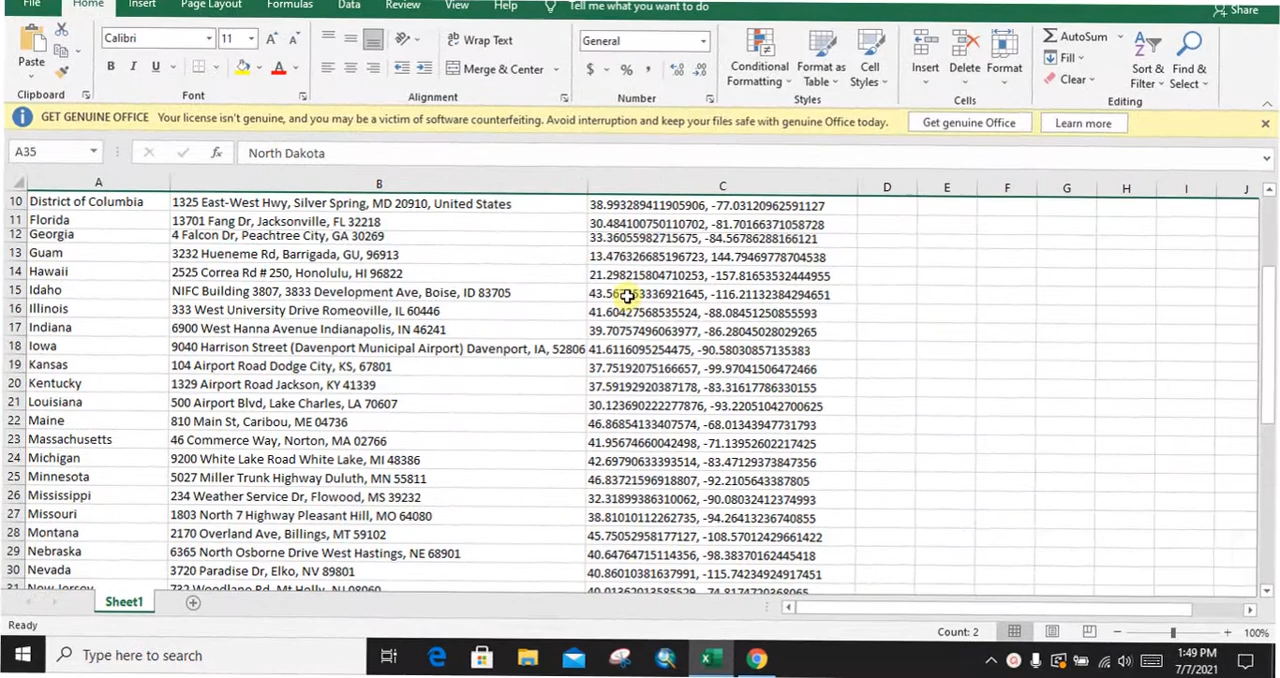 File Home Insert Page Layout Formulas Data Review View Help Tell me what you want to do Share
Calibri 11 Wrap Text General AutoSum
Paste B I U Merge & Center $ % , Conditional Formatting Format as Table Cell Styles Insert Delete Format Fill Clear Sort & Filter Find & Select
Clipboard Font Alignment Number Styles Cells Editing
GET GENUINE OFFICE Your license isn't genuine, and you may be a victim of software counterfeiting. Avoid interruption and keep your files safe with genuine Office today. Get genuine Office Learn more
A35 fx North Dakota
A B C D E F G H I J
10 District of Columbia 1325 East-West Hwy, Silver Spring, MD 20910, United States 38.993289411905906, -77.03120962591127
11 Florida 13701 Fang Dr, Jacksonville, FL 32218 30.484100750110702, -81.70166371058728
12 Georgia 4 Falcon Dr, Peachtree City, GA 30269 33.36055982715675, -84.56786288166121
13 Guam 3232 Hueneme Rd, Barrigada, GU, 96913 13.476326685196723, 144.79469778704538
14 Hawaii 2525 Correa Rd # 250, Honolulu, HI 96822 21.298215804710253, -157.81653532444955
15 Idaho NIFC Building 3807, 3833 Development Ave, Boise, ID 83705 -116.21132384294651
16 Illinois 333 West University Drive Romeoville, IL 60446 41.60427568535524, -88.08451250855593
17 Indiana 6900 West Hanna Avenue Indianapolis, IN 46241 39.70757496063977, -86.28045028029265
18 Iowa 9040 Harrison Street (Davenport Municipal Airport) Davenport, IA, 52806 41.6116095254475, -90.58030857135383
19 Kansas 104 Airport Road Dodge City, KS, 67801 37.75192075166657, -99.97041506472466
20 Kentucky 1329 Airport Road Jackson, KY 41339 37.59192920387178, -83.31617786330155
21 Louisiana 500 Airport Blvd, Lake Charles, LA 70607 30.123690222277876, -93.22051042700625
22 Maine 810 Main St, Caribou, ME 04736 46.86854133407574, -68.01343947731793
23 Massachusetts 46 Commerce Way, Norton, MA 02766 41.95674660042498, -71.13952602217425
24 Michigan 9200 White Lake Road White Lake, MI 48386 42.69790633393514, -83.47129373847356
25 Minnesota 5027 Miller Trunk Highway Duluth, MN 55811 46.83721596918807, -92.2105643387805
26 Mississippi 234 Weather Service Dr, Flowood, MS 39232 32.31899386310062, -90.08032412374993
27 Missouri 1803 North 7 Highway Pleasant Hill, MO 64080 38.81010112262735, -94.26413236740855
28 Montana 2170 Overland Ave, Billings, MT 59102 45.75052958177127, -108.57012429661422
29 Nebraska 6365 North Osborne Drive West Hastings, NE 68901 40.64764715114356, -98.38370162445418
30 Nevada 3720 Paradise Dr, Elko, NV 89801 40.86010381637991, -115.74234924917451
31 New Jersey 732 Woodlane Rd, Mt Holly, NJ 08060
Sheet1
Ready Count: 2 100%
Type here to search 1:49 PM
7/7/2021